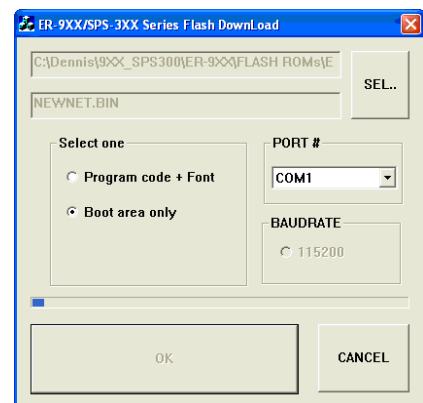 ER-9XX/SPS-3XX Series Flash DownLoad
C:\Dennis\9XX_SPS300\ER-9XX\FLASH ROMs\E
SEL..
NEWNET.BIN
Select one
PORT #
Program code + Font
COM1
Boot area only
BAUDRATE
115200
OK
CANCEL